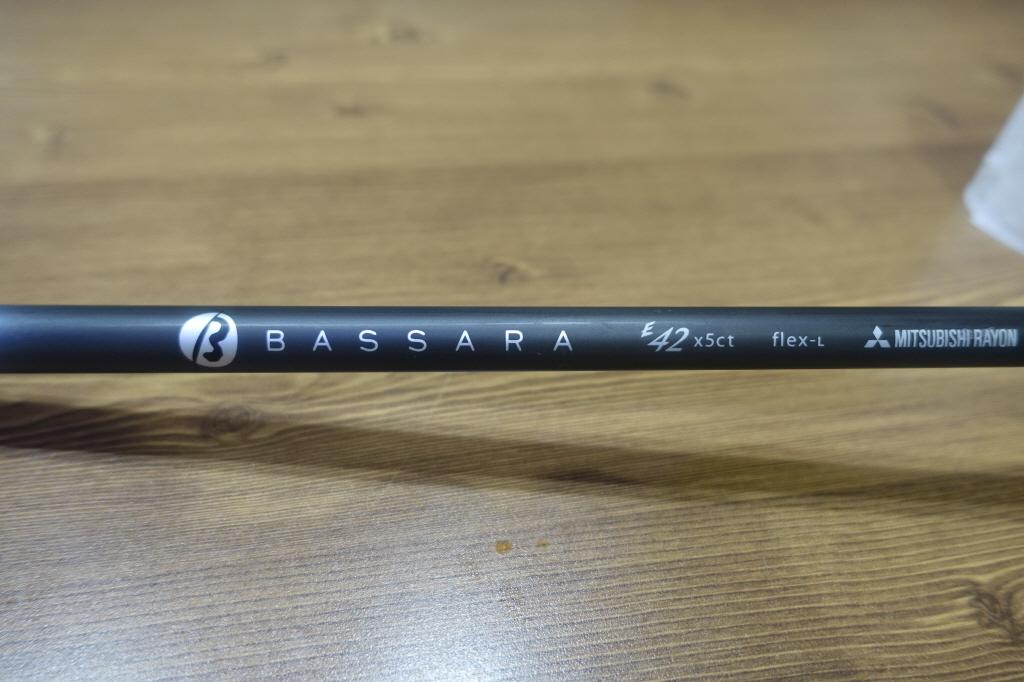 BASSARA E42 x5ct flex-L MITSUBISHI RAYON